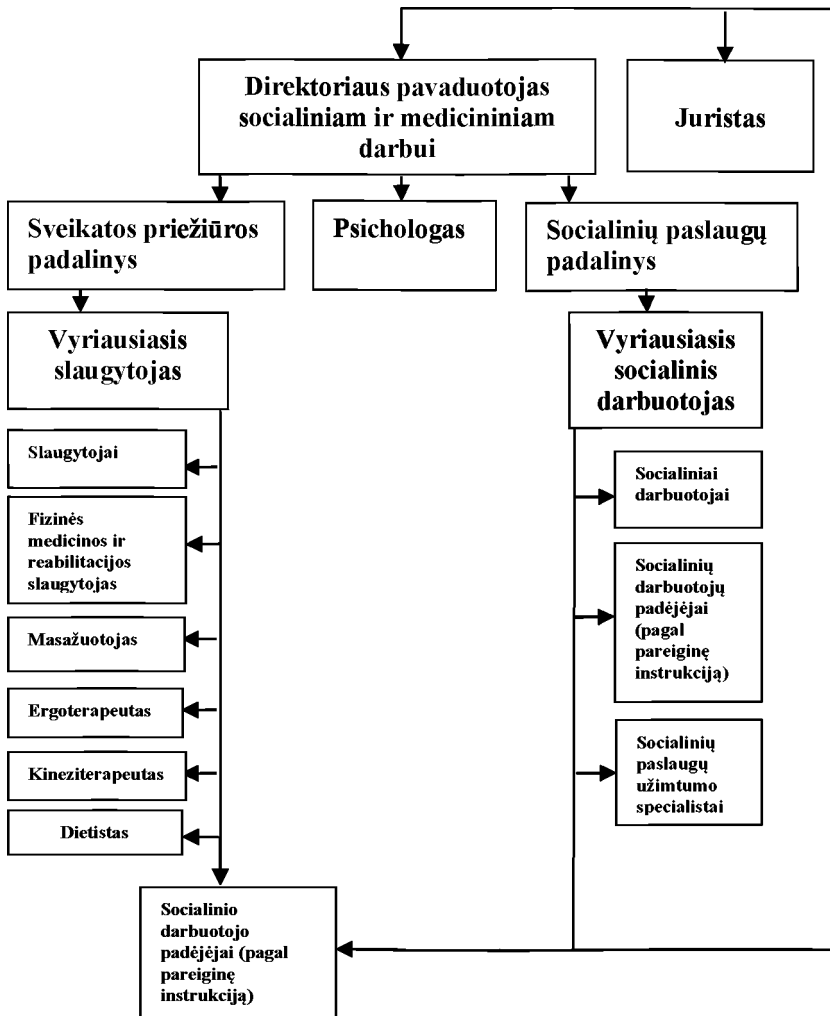 Direktoriaus pavaduotojas
socialiniam ir medicininiam
darbui
Juristas
Sveikatos priežiūros
padalinys
Psichologas
Socialinių paslaugų
padalinys
Vyriausiasis
slaugytojas
Vyriausiasis
socialinis
darbuotojas
Slaugytojai
Fizinės
medicinos ir
reabilitacijos
slaugytojas
Masažuotojas
Ergoterapeutas
Kineziterapeutas
Dietistas
Socialiniai
darbuotojai
Socialinių
darbuotojų
padėjėjai
(pagal
pareiginę
instrukciją)
Socialinių
paslaugų
užimtumo
specialistai
Socialinio
darbuotojo
padėjėjai (pagal
pareiginę
instrukciją)